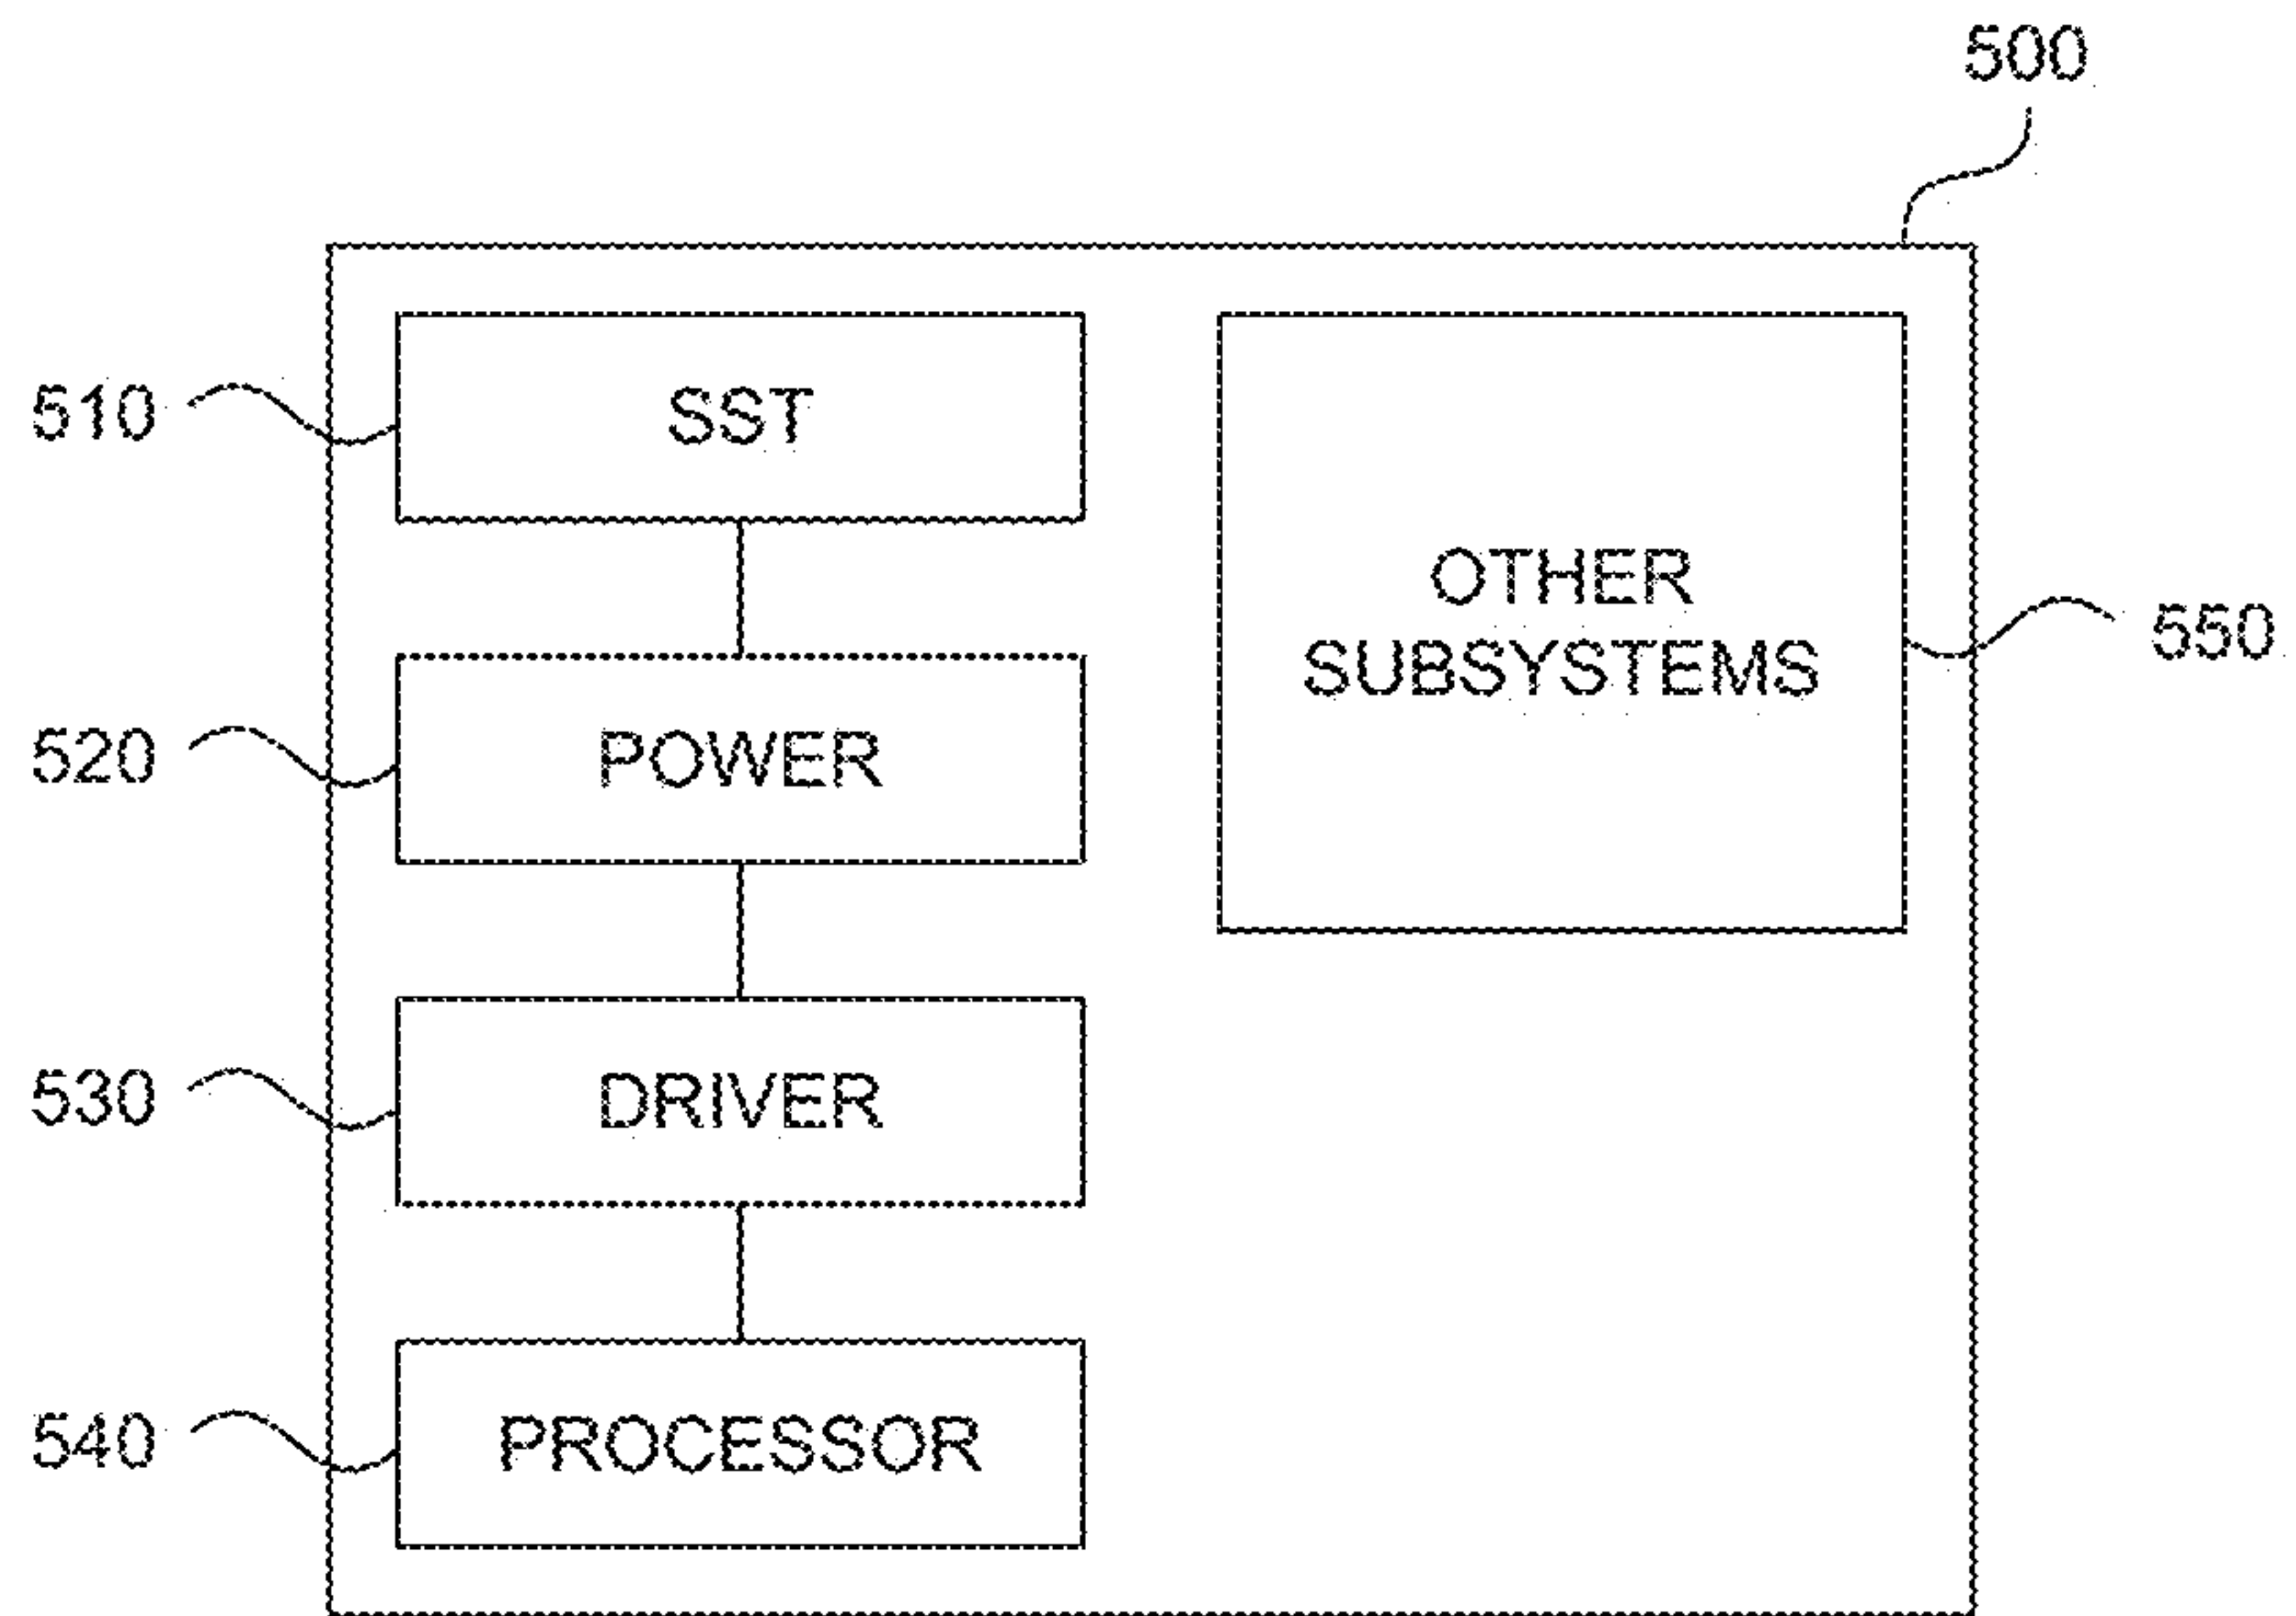 500
510
SST
OTHER
SUBSYSTEMS
550
520
POWER
530
DRIVER
540
PROCESSOR